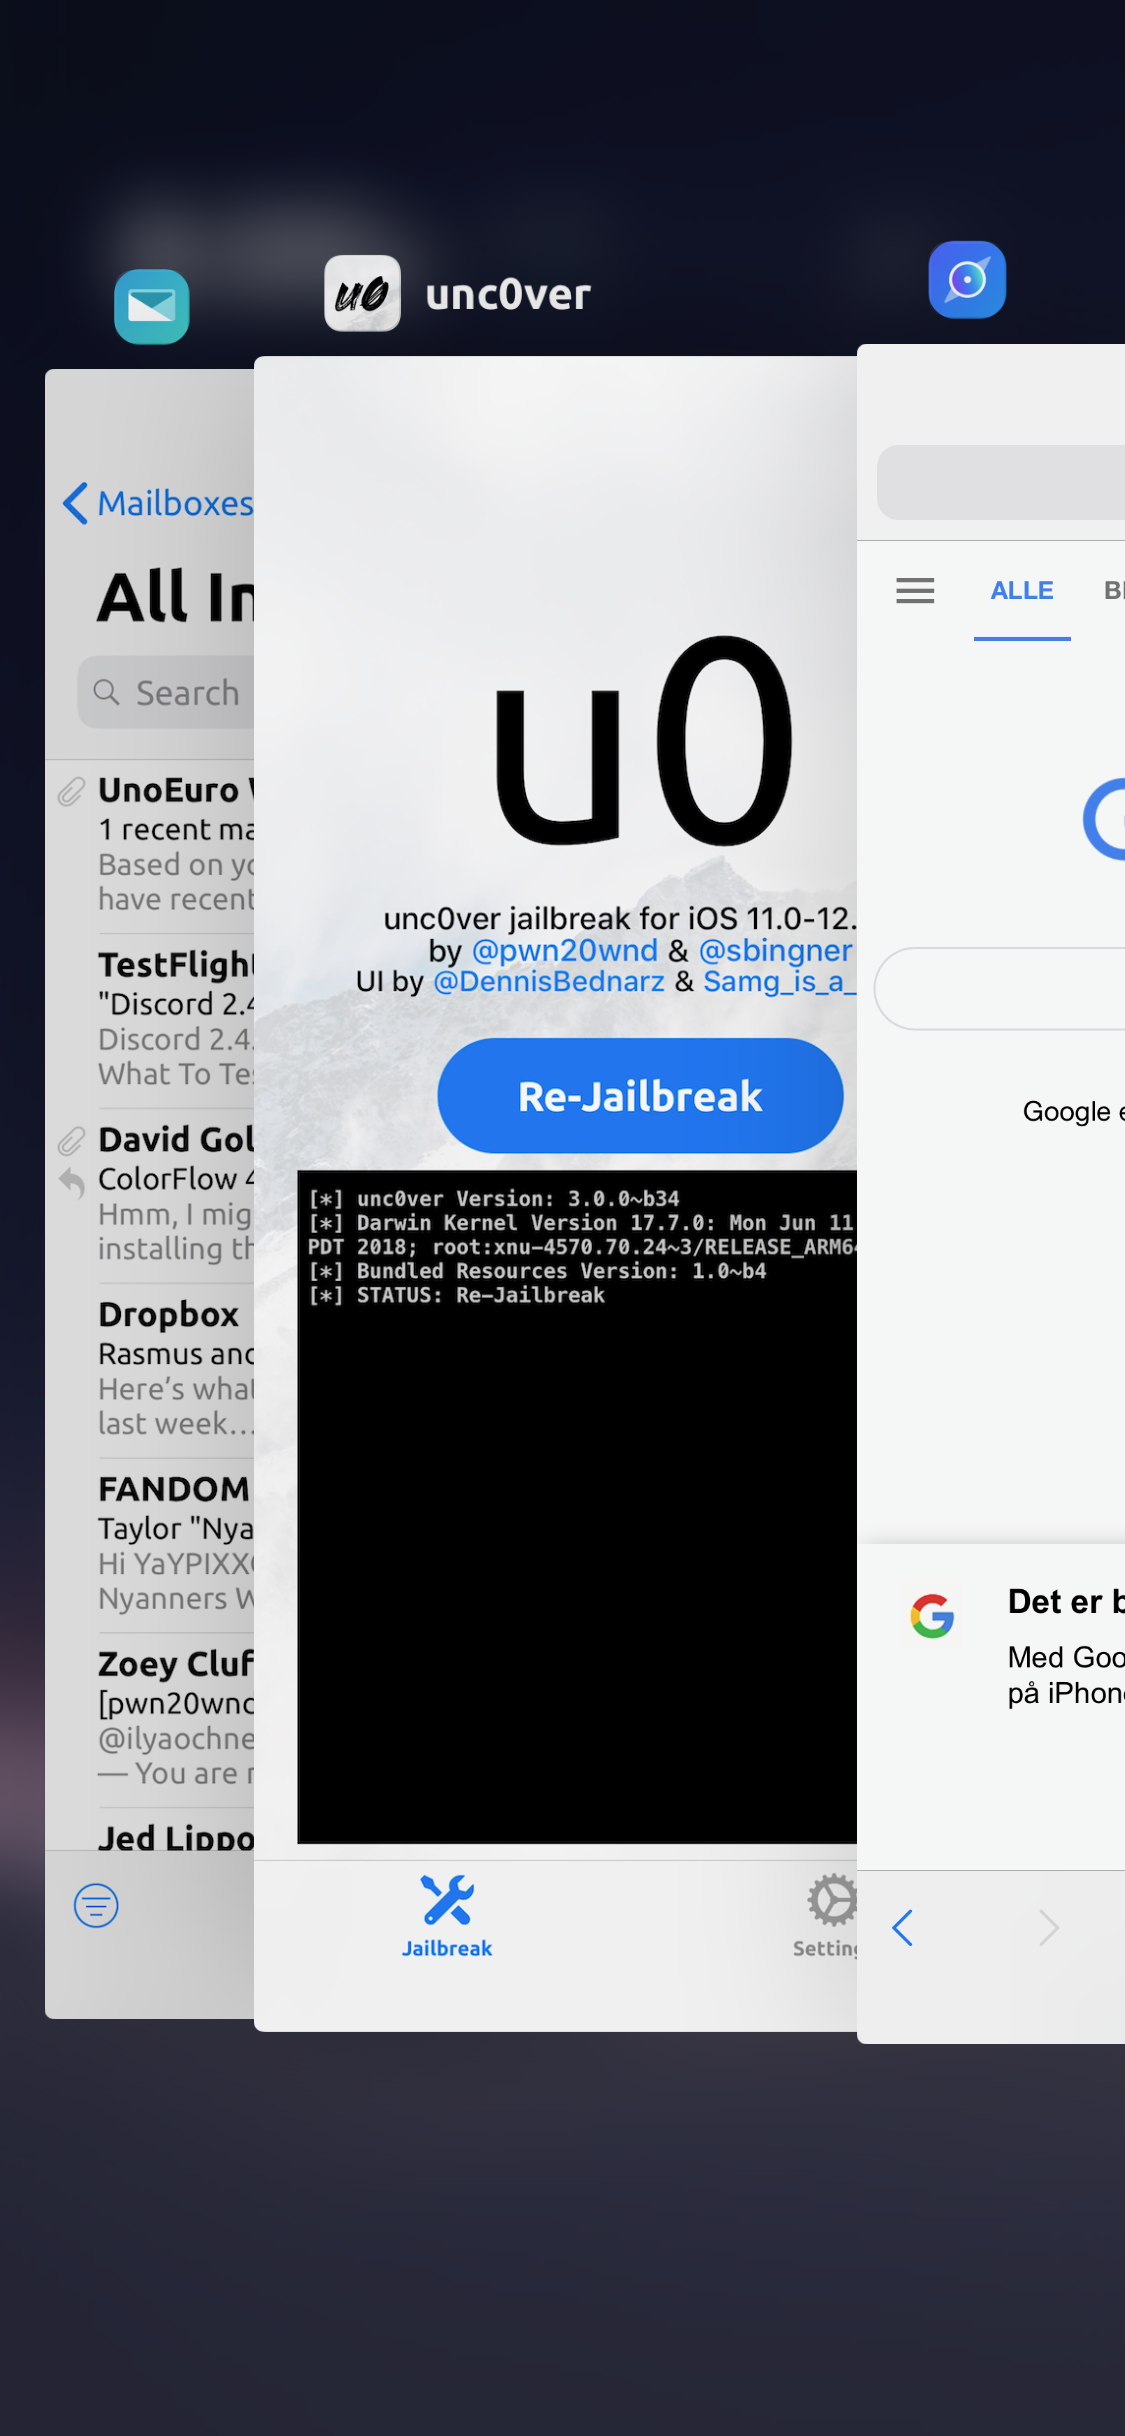 u0 unc0ver
Mailboxes
All In
Search
UnoEuro
1 recent ma
Based on yo
have recent
TestFlight
"Discord 2.4
Discord 2.4.
What To Tes
David Gol
ColorFlow 4
Hmm, I mig
installing th
Dropbox
Rasmus and
Here's what
last week...
FANDOM
Taylor "Nya
Hi YaYPIXX
Nyanners W
Zoey Cluf
[pwn20wnd
@ilyaochne
— You are r
Jed Lippo
u0
unc0ver jailbreak for iOS 11.0-12.
by @pwn20wnd & @sbingner
UI by @DennisBednarz & Samg_is_a_
Re-Jailbreak
[*] unc0ver Version: 3.0.0~b34
[*] Darwin Kernel Version 17.7.0: Mon Jun 11
PDT 2018; root:xnu-4570.70.24~3/RELEASE_ARM64
[*] Bundled Resources Version: 1.0~b4
[*] STATUS: Re-Jailbreak
Jailbreak
Setting
ALLE
Google
Det er
Med Goo
på iPhone